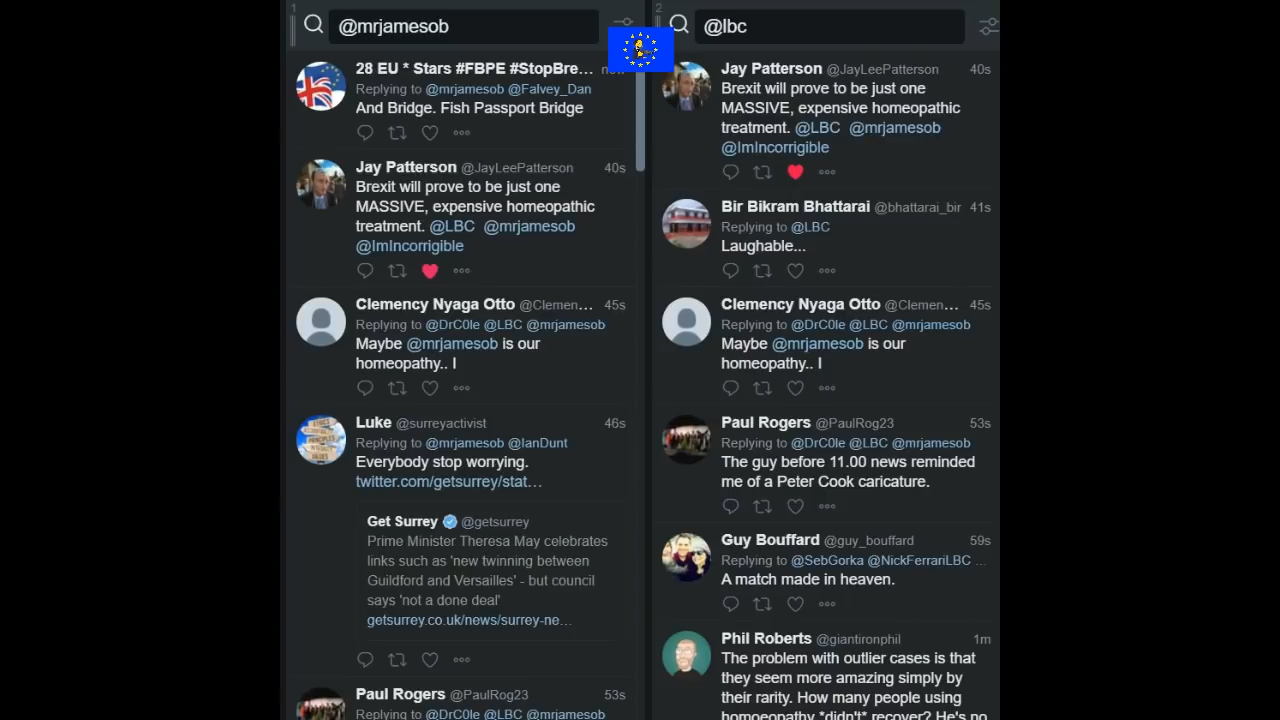 1
@mrjamesob
28 EU * Stars #FBPE #StopBre...
Replying to @mrjamesob @Falvey_Dan
And Bridge. Fish Passport Bridge
Jay Patterson @JayLeePatterson 40s
Brexit will prove to be just one
MASSIVE, expensive homeopathic
treatment. @LBC @mrjamesob
@ImIncorrigible
Clemency Nyaga Otto @Clemen... 45s
Replying to @DrC0le @LBC @mrjamesob
Maybe @mrjamesob is our
homeopathy.. I
Luke @surreyactivist 46s
Replying to @mrjamesob @IanDunt
Everybody stop worrying.
twitter.com/getsurrey/stat...
Get Surrey @getsurrey
Prime Minister Theresa May celebrates
links such as 'new twinning between
Guildford and Versailles' - but council
says 'not a done deal'
getsurrey.co.uk/news/surrey-ne...
Paul Rogers @PaulRog23 53s
Replying to @DrC0le @LBC @mrjamesob
2
@lbc
Jay Patterson @JayLeePatterson 40s
Brexit will prove to be just one
MASSIVE, expensive homeopathic
treatment. @LBC @mrjamesob
@ImIncorrigible
Bir Bikram Bhattarai @bhattarai_bir 41s
Replying to @LBC
Laughable...
Clemency Nyaga Otto @Clemen... 45s
Replying to @DrC0le @LBC @mrjamesob
Maybe @mrjamesob is our
homeopathy.. I
Paul Rogers @PaulRog23 53s
Replying to @DrC0le @LBC @mrjamesob
The guy before 11.00 news reminded
me of a Peter Cook caricature.
Guy Bouffard @guy_bouffard 59s
Replying to @SebGorka @NickFerrariLBC ...
A match made in heaven.
Phil Roberts @giantironphil 1m
The problem with outlier cases is that
they seem more amazing simply by
their rarity. How many people using
homoeopathy *didn't* recover? He's no